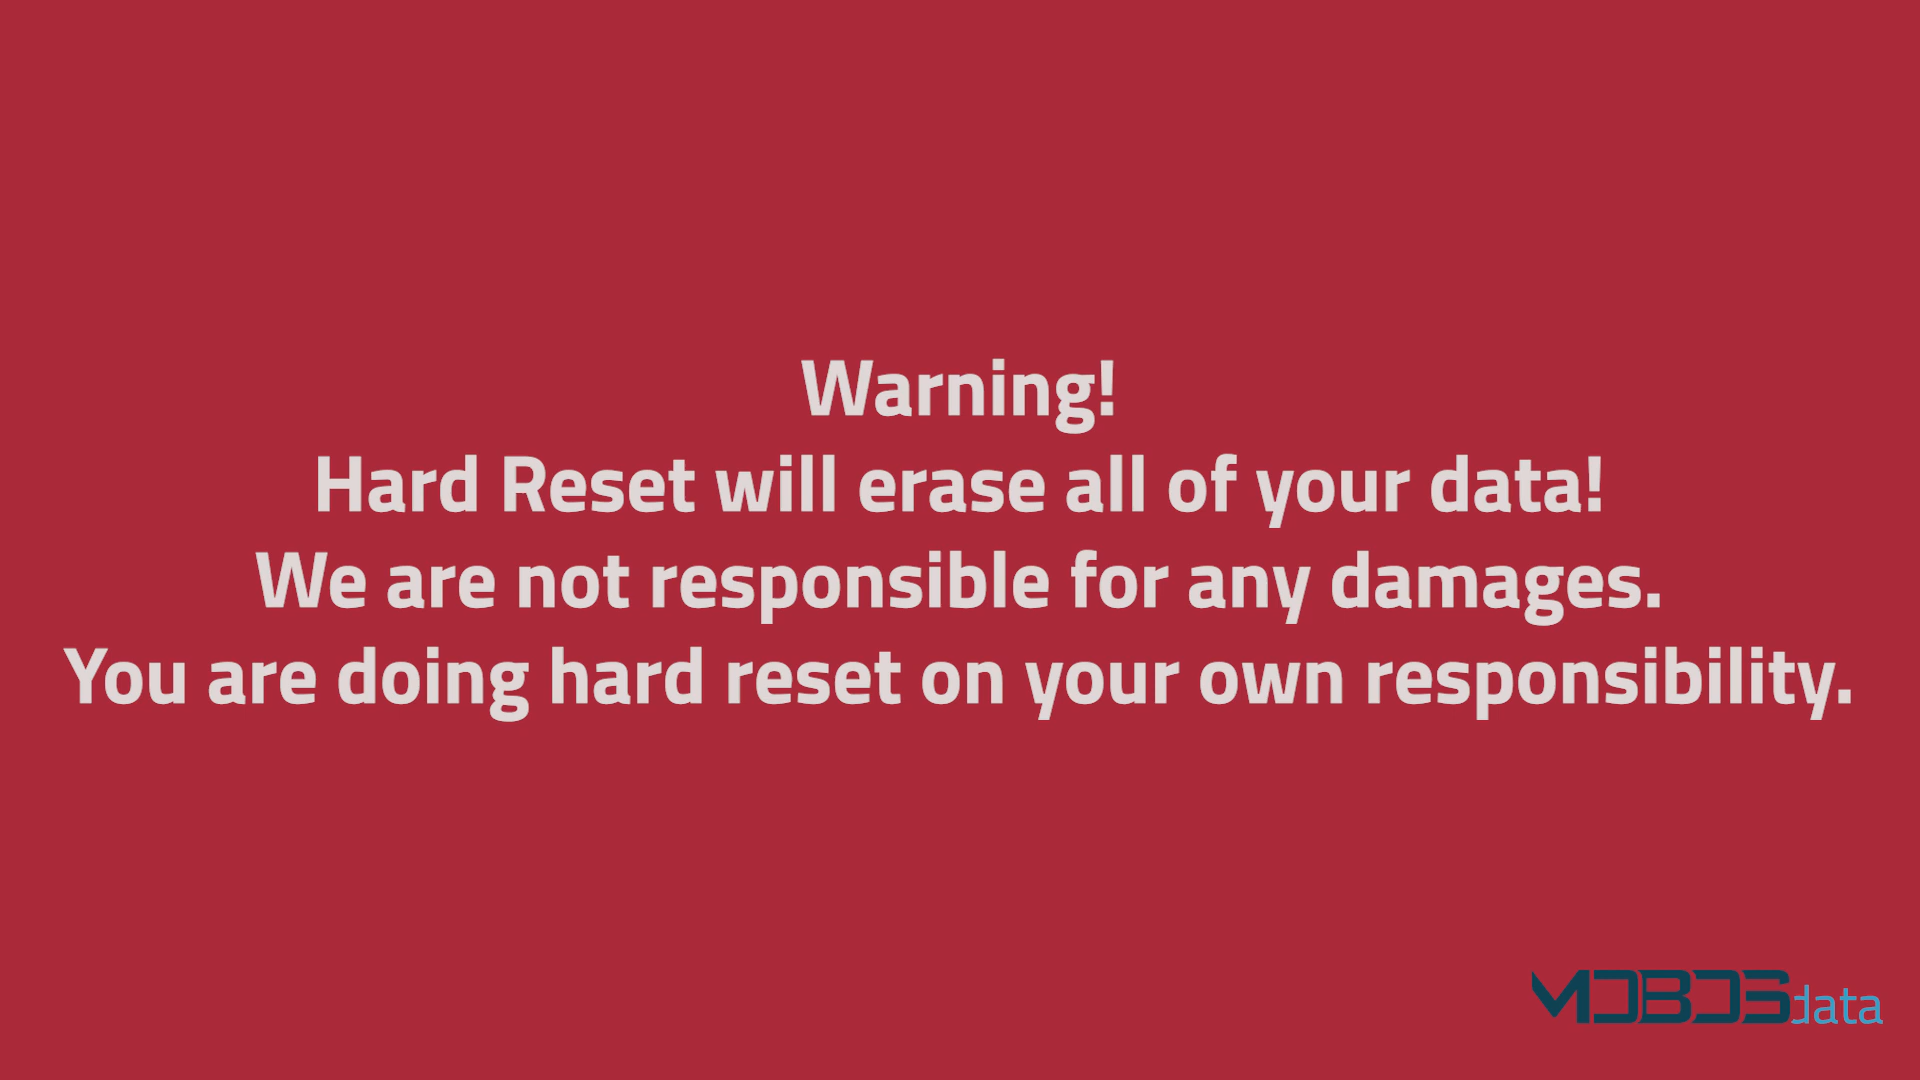 Warning!
Hard Reset will erase all of your data!
We are not responsible for any damages.
You are doing hard reset on your own responsibility.
MOBOSdata